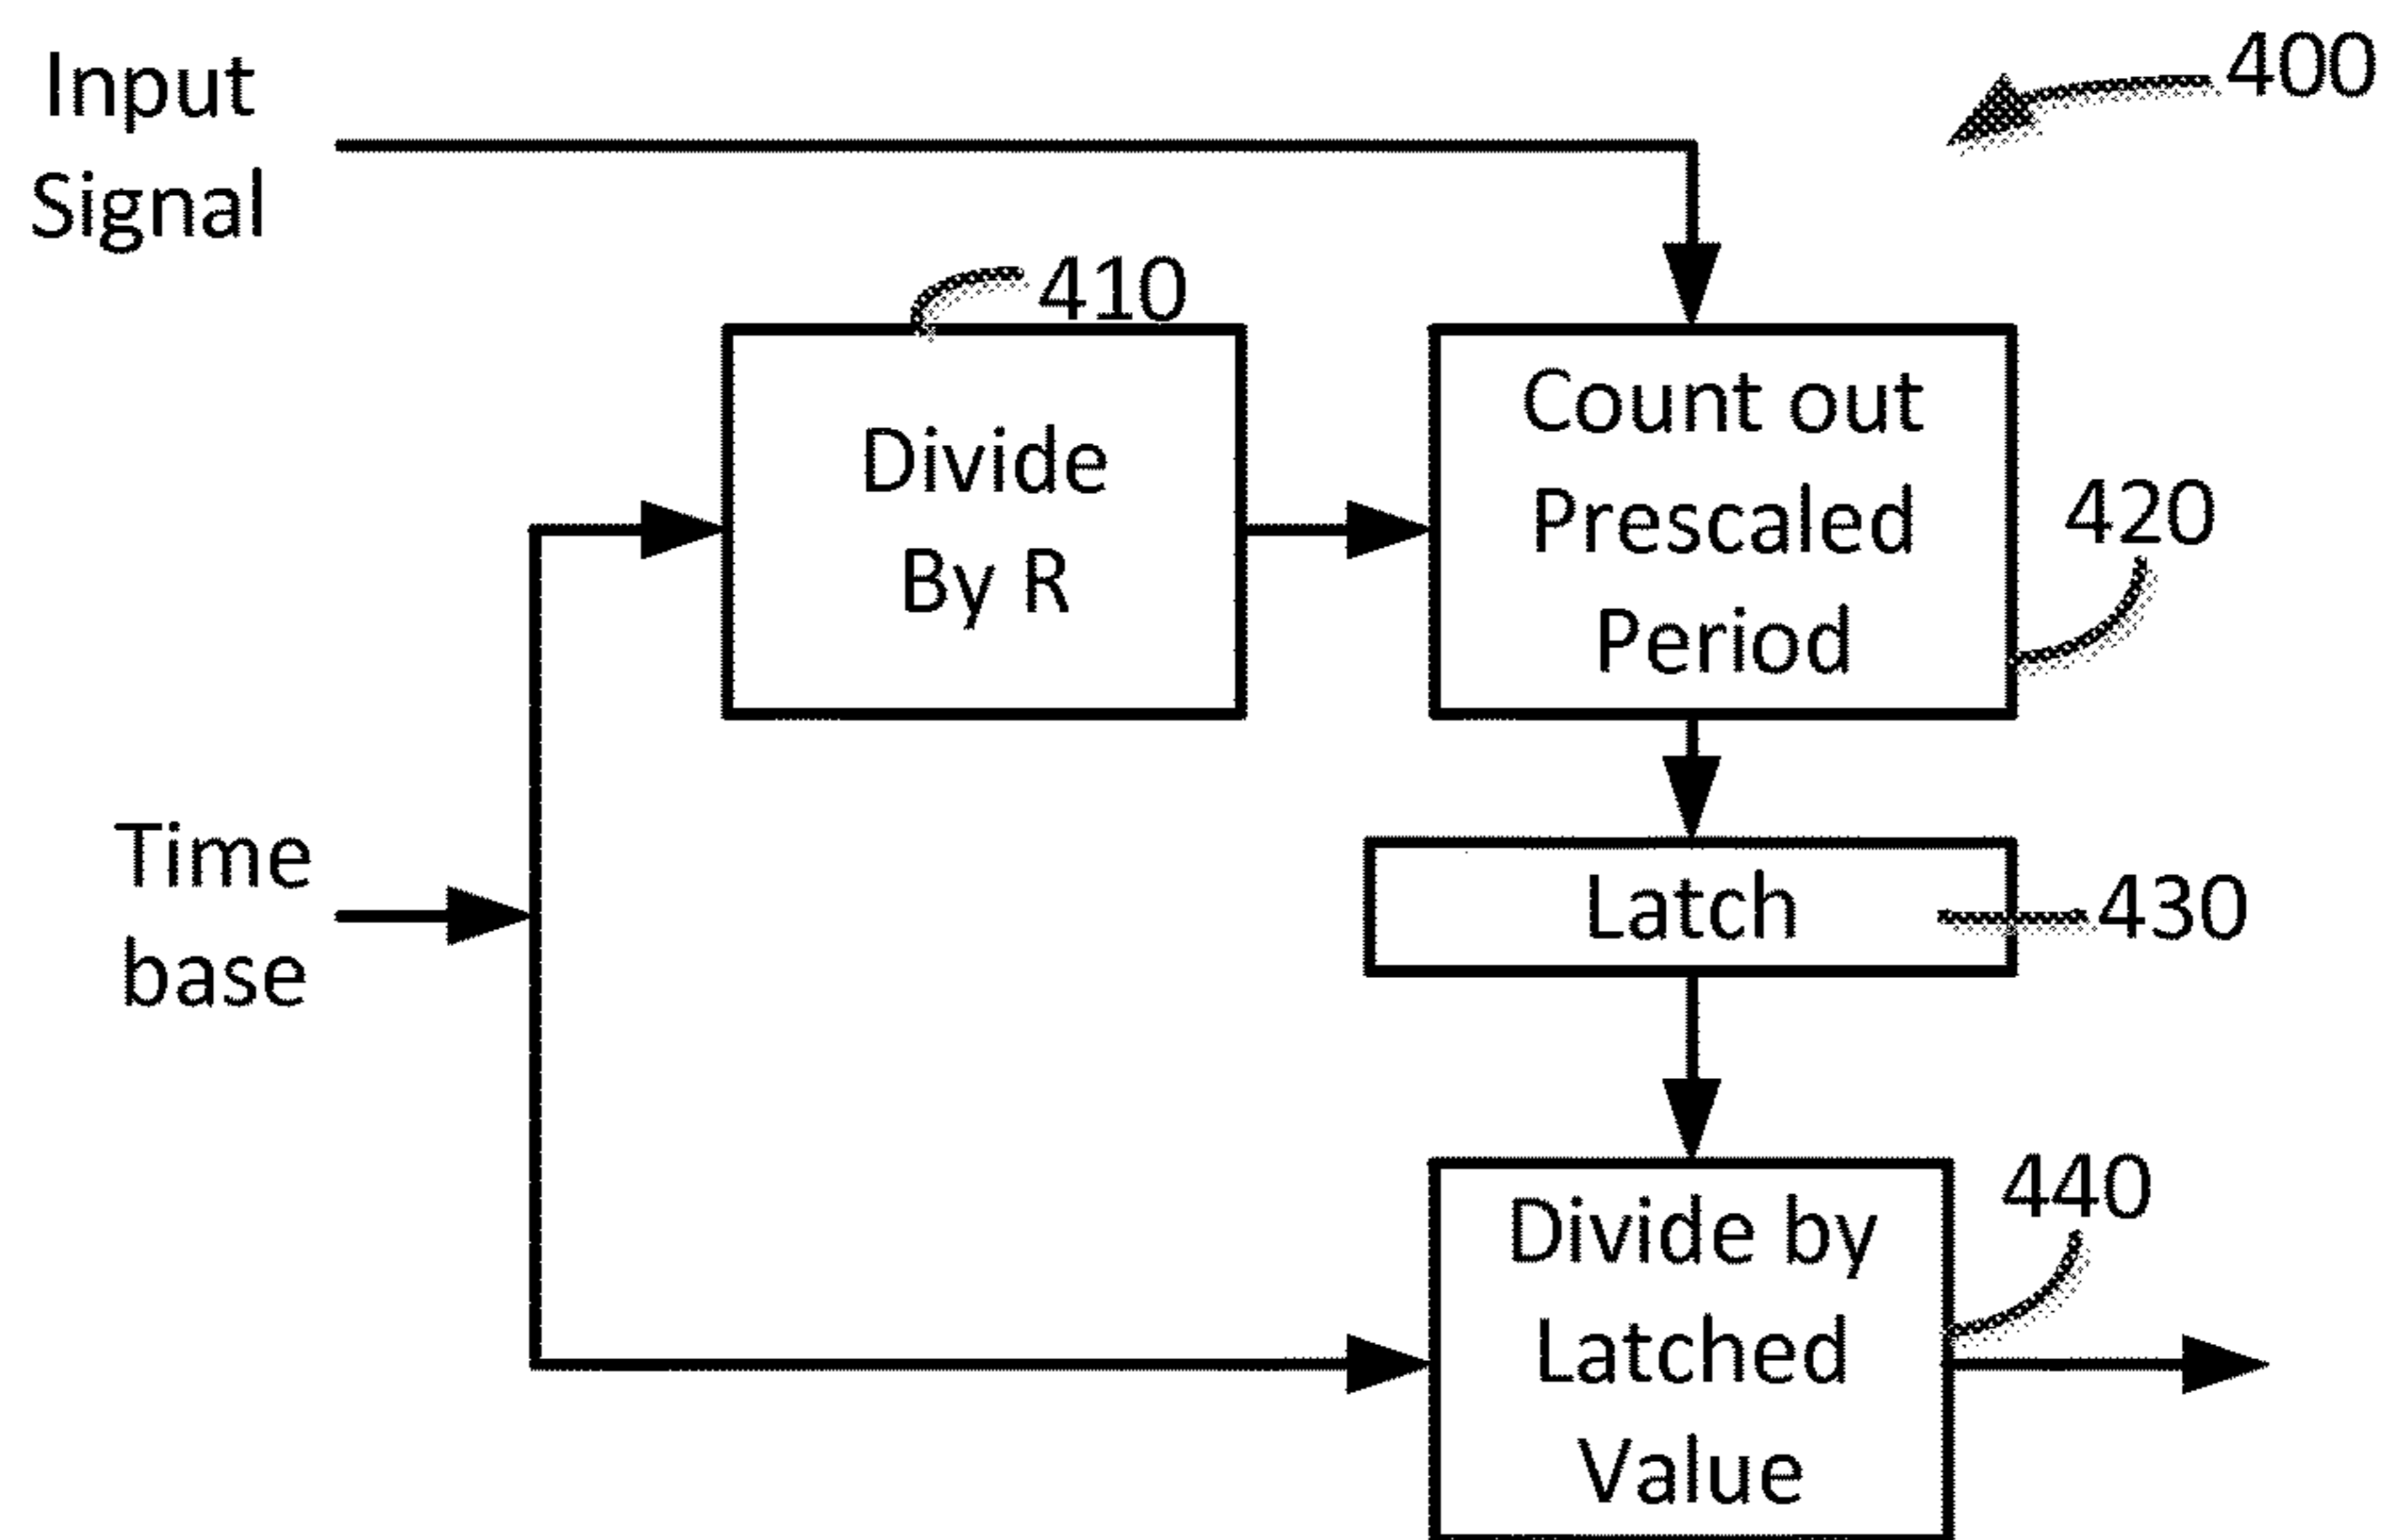 Input
Signal
400
410
Divide
By R
Count out
Prescaled
Period
420
Time
base
Latch
430
Divide by
Latched
Value
440